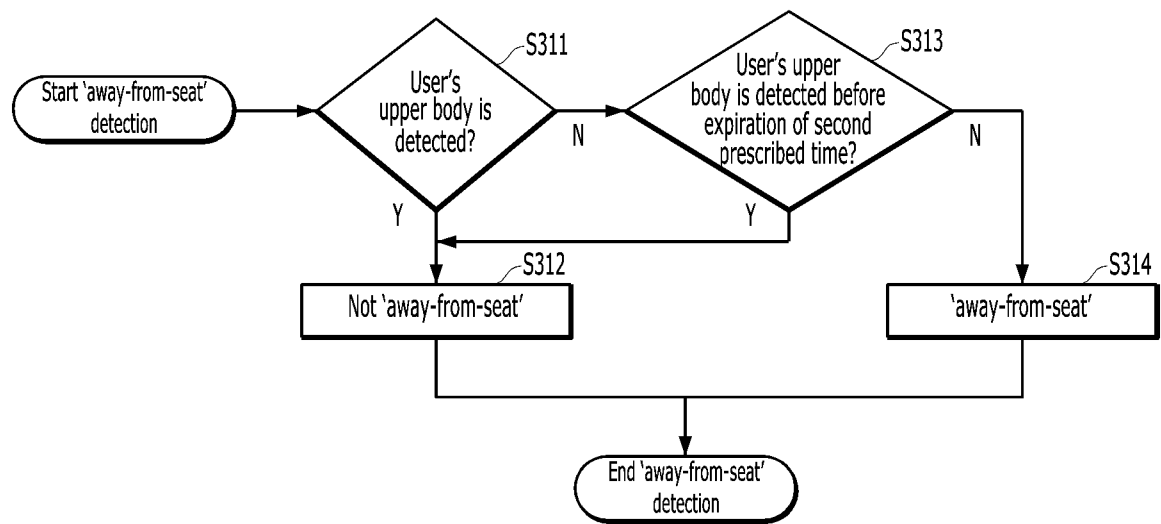 Start ‘away-from-seat’
detection
User's
upper body is
detected?
S311
N
Y
User's upper
body is detected before
expiration of second
prescribed time?
S313
N
Y
Not ‘away-from-seat’
S312
‘away-from-seat’
S314
End ‘away-from-seat’
detection